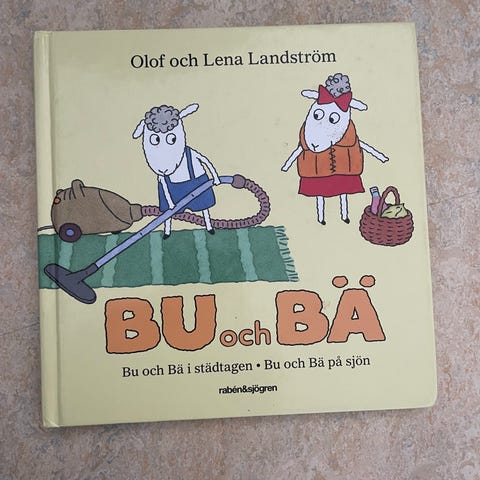 Olof och Lena Landström
BU och BÄ
Bu och Bä i städtagen • Bu och Bä på sjön
rabén&sjögren